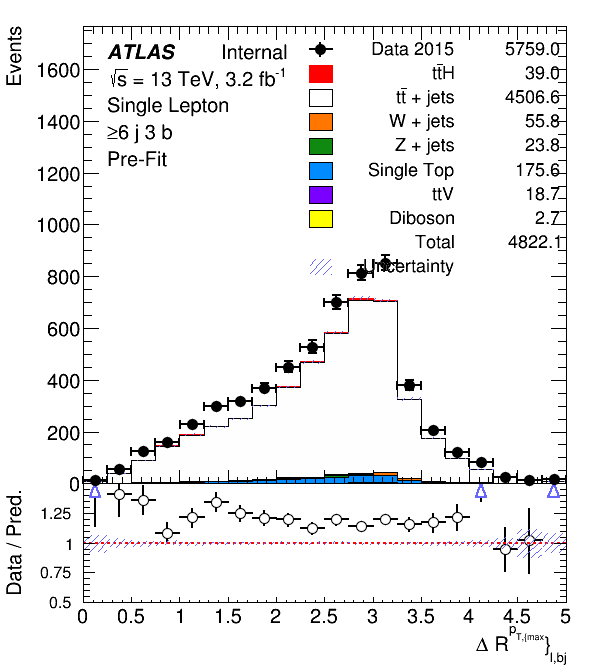 Events
ATLAS Internal
√s = 13 TeV, 3.2 fb-1
Single Lepton
≥6 j 3 b
Pre-Fit
Data 2015 5759.0
tt̄H 39.0
tt̄ + jets 4506.6
W + jets 55.8
Z + jets 23.8
Single Top 175.6
ttV 18.7
Diboson 2.7
Total 4822.1
Uncertainty
1600
1400
1200
1000
800
600
400
200
0
Data / Pred.
1.25
1
0.75
0.5
0 0.5 1 1.5 2 2.5 3 3.5 4 4.5 5
Δ R^{p_{T,{max}}}_{l,bj}